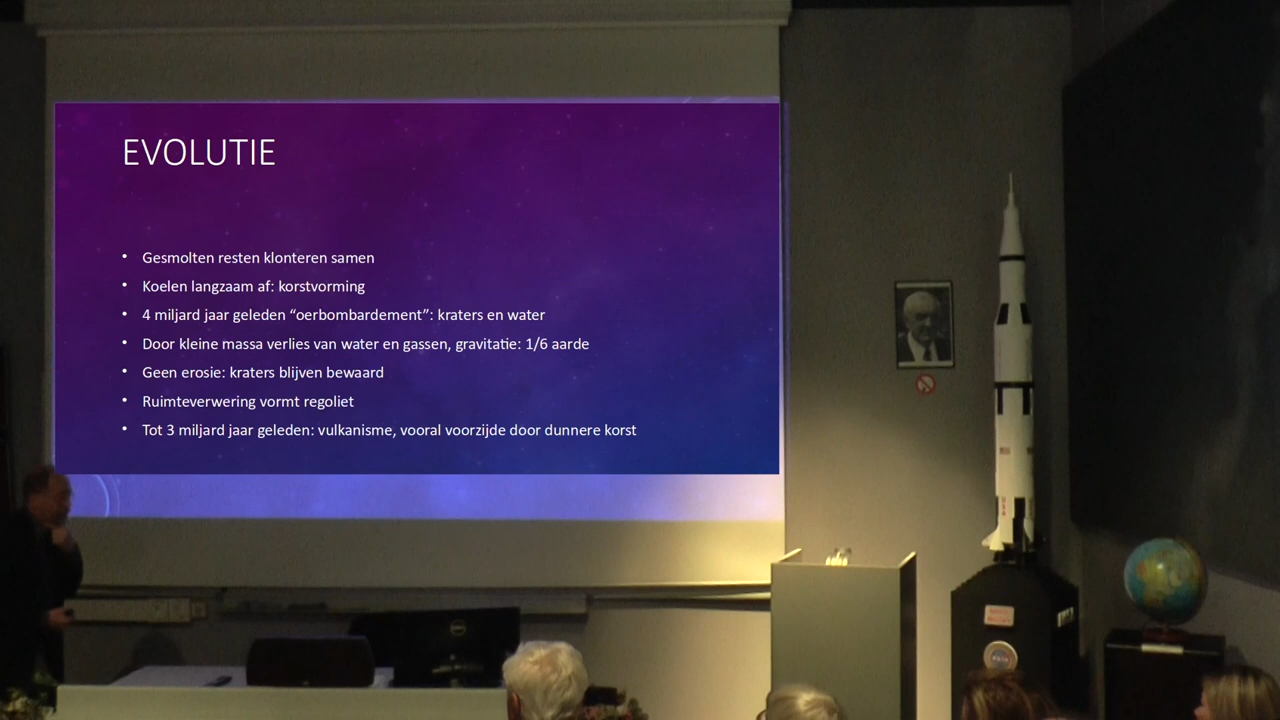 EVOLUTIE
• Gesmolten resten klonteren samen
• Koelen langzaam af: korstvorming
• 4 miljard jaar geleden “oerbombardement”: kraters en water
• Door kleine massa verlies van water en gassen, gravitatie: 1/6 aarde
• Geen erosie: kraters blijven bewaard
• Ruimteverwering vormt regoliet
• Tot 3 miljard jaar geleden: vulkanisme, vooral voorzijde door dunnere korst
DELL
NASA